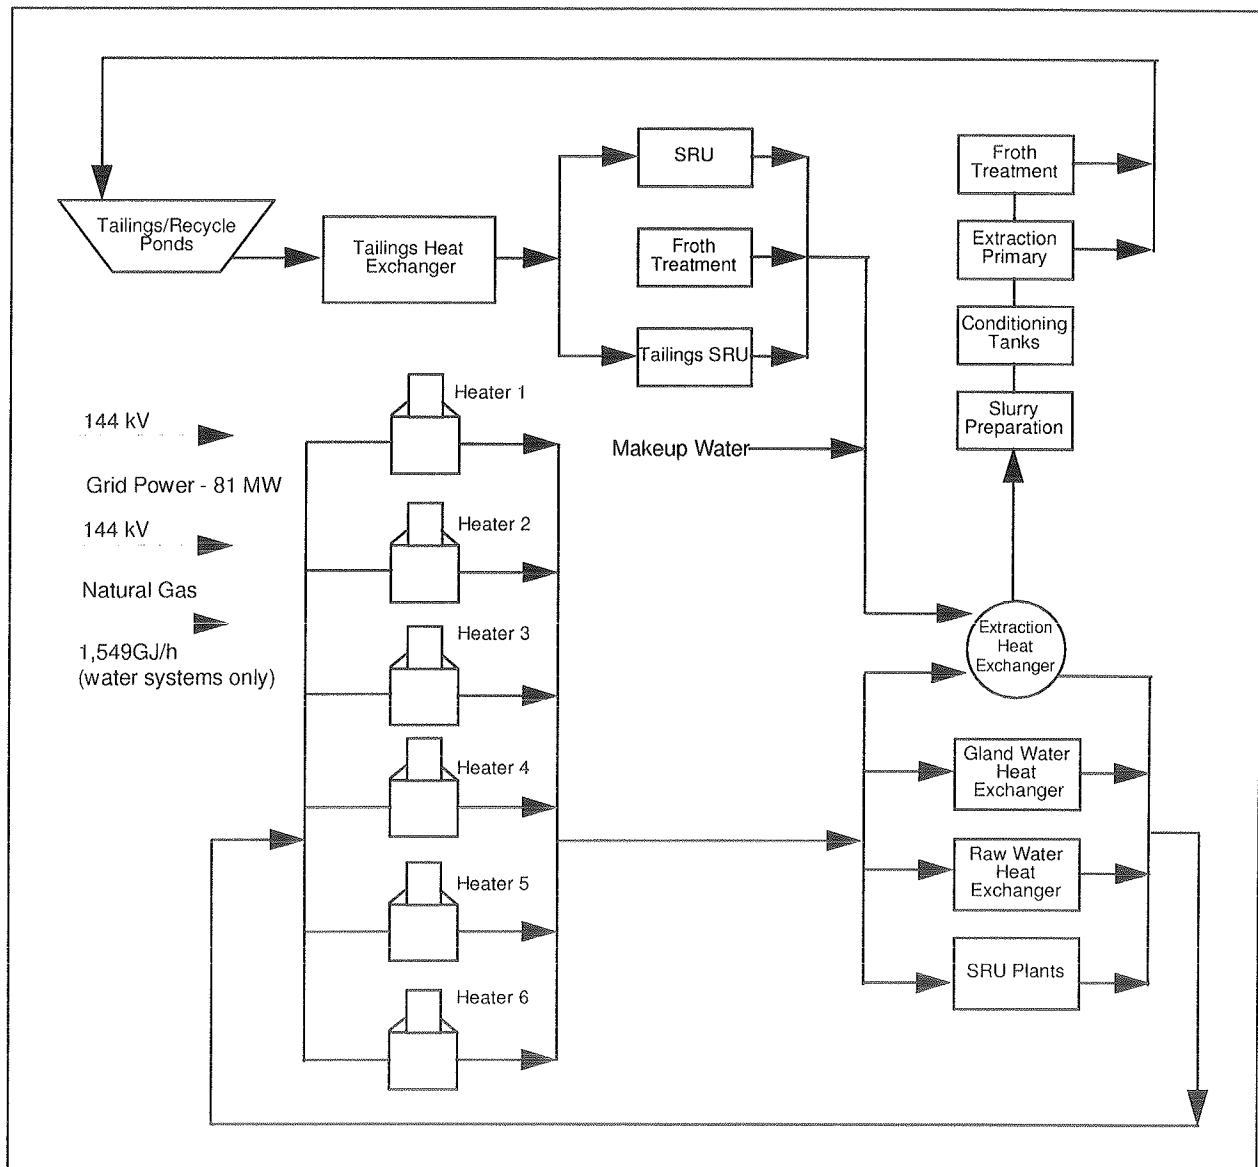 SRU
Froth
Treatment
Tailings/Recycle
Ponds
Tailings Heat
Exchanger
Froth
Treatment
Extraction
Primary
Conditioning
Tanks
Tailings SRU
Heater 1
Slurry
Preparation
144 kV
Makeup Water
Grid Power - 81 MW
Heater 2
144 kV
Natural Gas
Heater 3
1,549GJ/h
(water systems only)
Extraction
Heat
Exchanger
Heater 4
Gland Water
Heat
Exchanger
Raw Water
Heat
Exchanger
Heater 5
SRU Plants
Heater 6